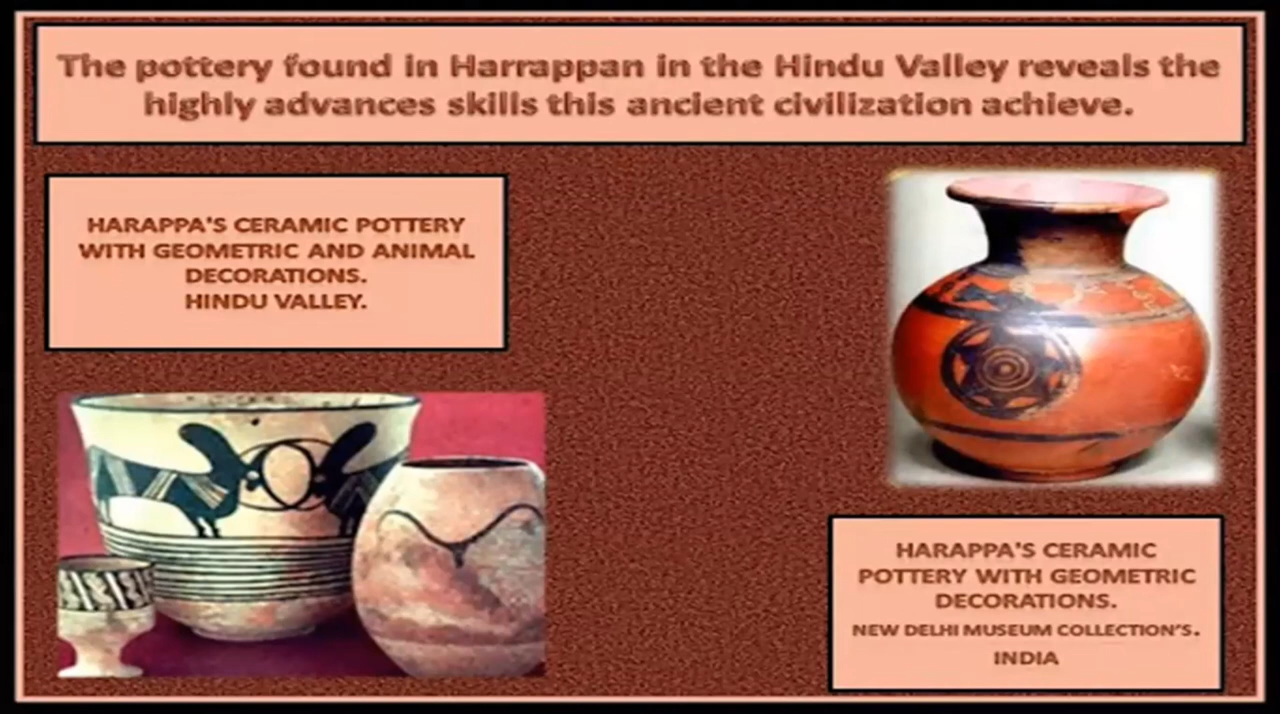 The pottery found in Harrappan in the Hindu Valley reveals the
highly advances skills this ancient civilization achieve.
HARAPPA'S CERAMIC POTTERY
WITH GEOMETRIC AND ANIMAL
DECORATIONS.
HINDU VALLEY.
HARAPPA'S CERAMIC
POTTERY WITH GEOMETRIC
DECORATIONS.
NEW DELHI MUSEUM COLLECTION'S.
INDIA